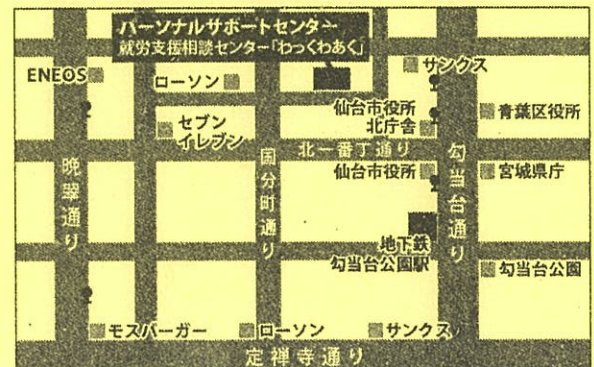 パーソナルサポートセンター
就労支援相談センター「わっくわあく」
ENEOS
ローソン
サンクス
セブン
イレブン
仙台市役所
北庁舎
青葉区役所
北一番丁通り
晩翠通り
国分町通り
勾当台通り
仙台市役所
宮城県庁
地下鉄
勾当台公園駅
勾当台公園
モスバーガー
ローソン
サンクス
定禅寺通り